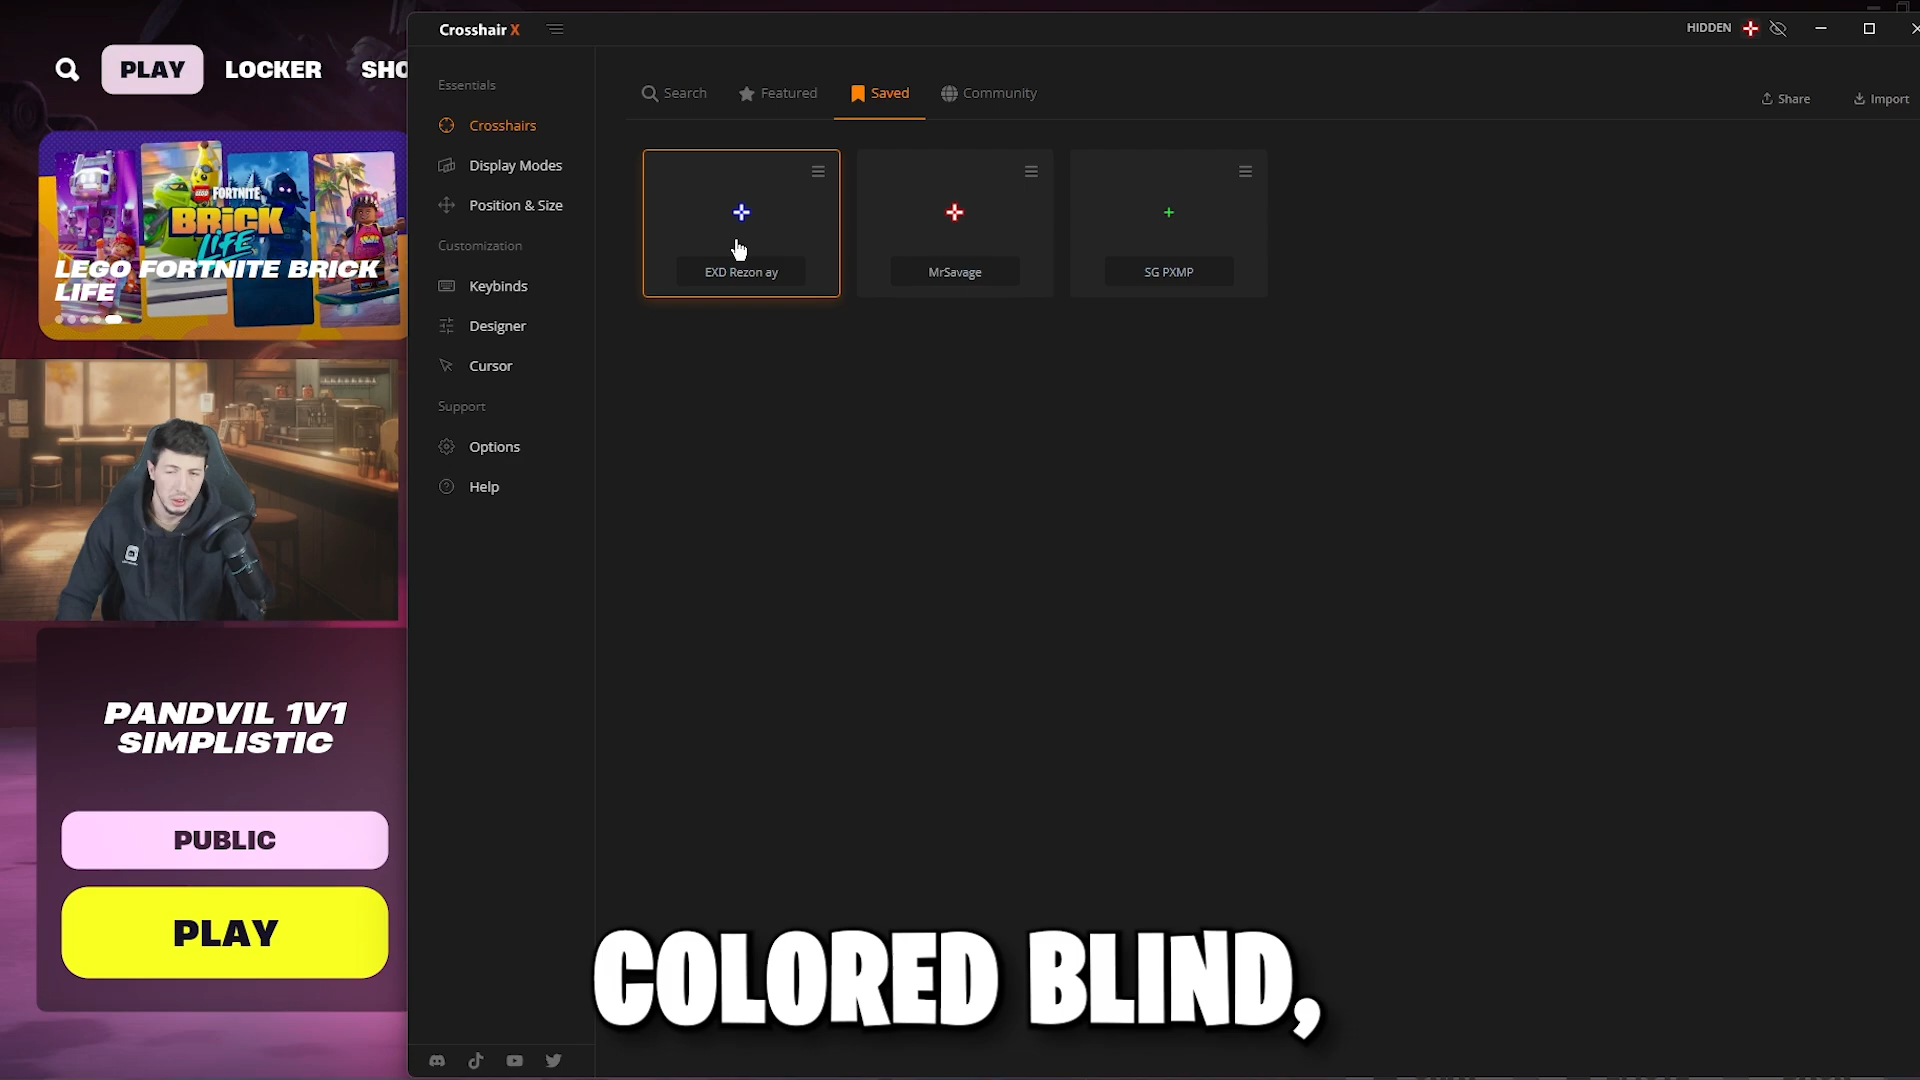 PLAY
LOCKER
SHO
FORTNITE
BRICK
LIFE
LEGO FORTNITE BRICK
LIFE
PANDVIL 1V1
SIMPLISTIC
PUBLIC
PLAY
Crosshair X
HIDDEN
Essentials
Crosshairs
Display Modes
Position & Size
Customization
Keybinds
Designer
Cursor
Support
Options
Help
Search
Featured
Saved
Community
Share
Import
EXD Rezon ay
MrSavage
SG PXMP
COLORED BLIND,